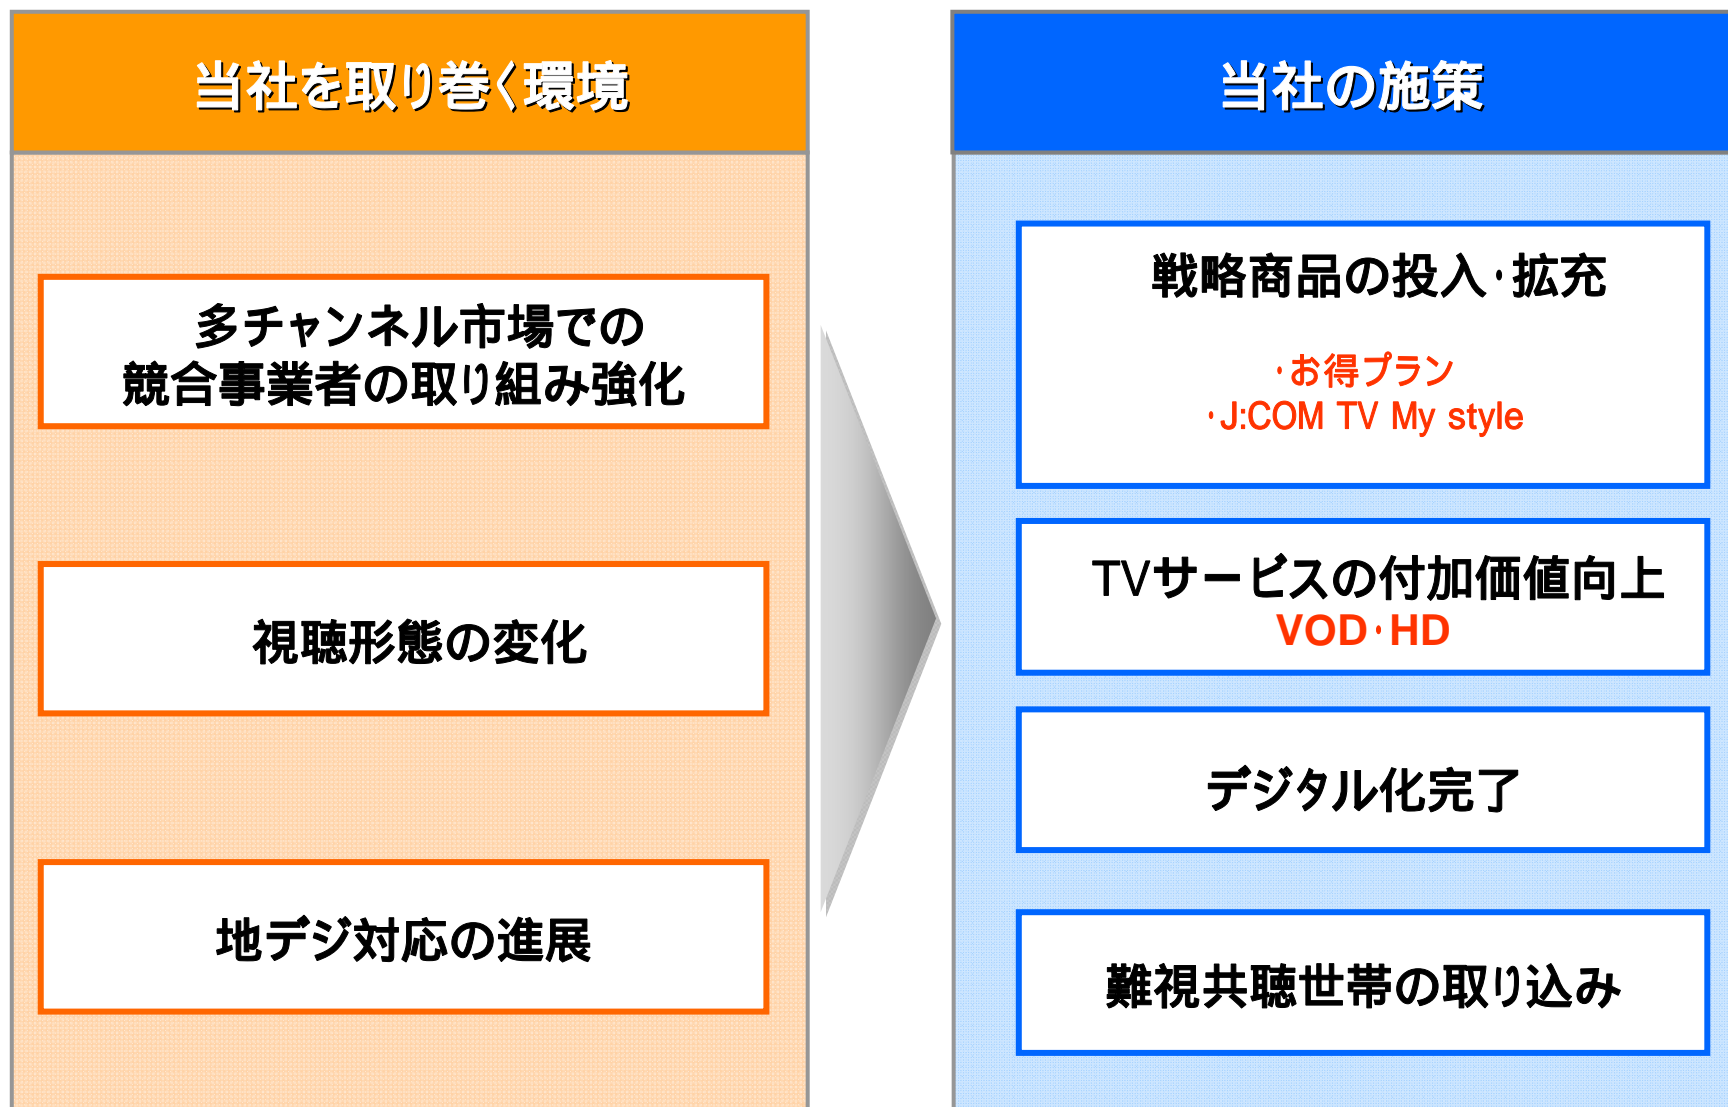 当社を取り巻く環境
多チャンネル市場での
競合事業者の取り組み強化
視聴形態の変化
地デジ対応の進展
当社の施策
戦略商品の投入・拡充
・お得プラン
・J:COM TV My style
TVサービスの付加価値向上
VOD・HD
デジタル化完了
難視共聴世帯の取り込み